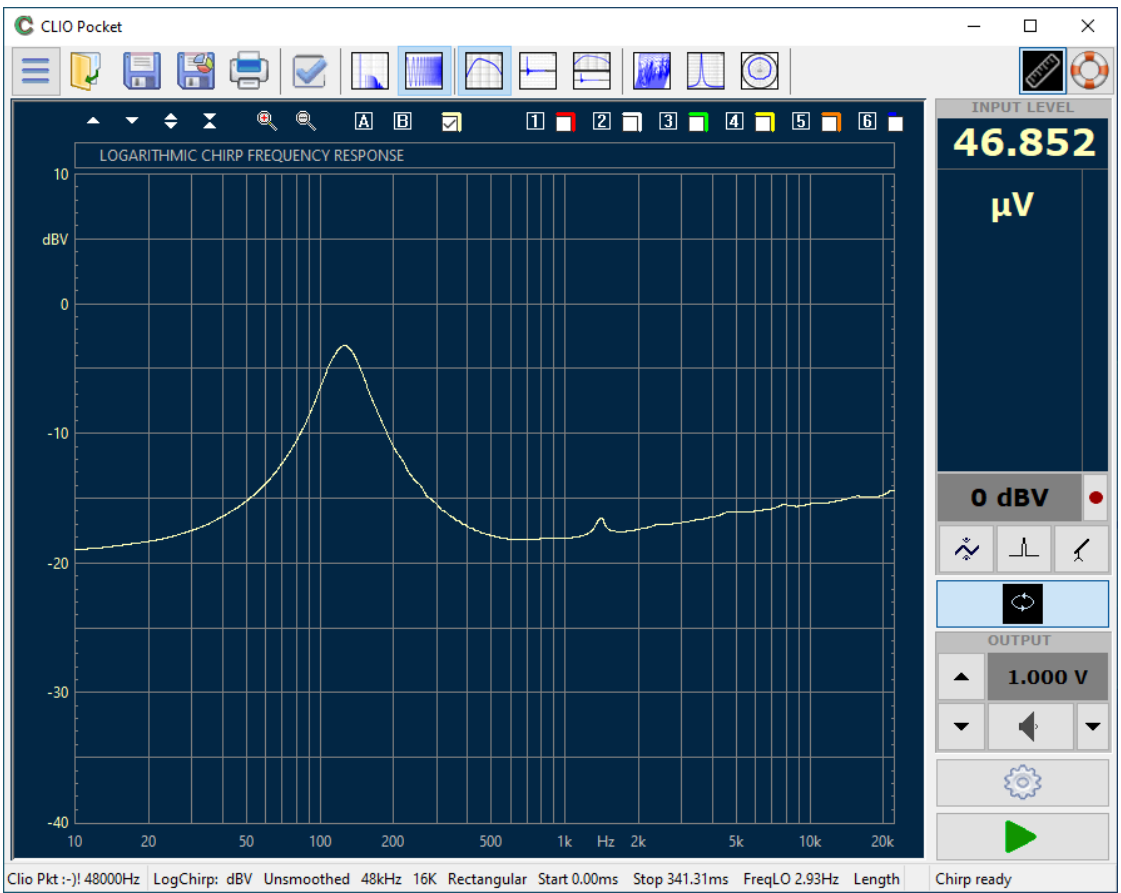 CLIO Pocket
INPUT LEVEL
46.852
µV
A B 1 2 3 4 5 6
LOGARITHMIC CHIRP FREQUENCY RESPONSE
10
dBV
0
-10
-20
-30
-40
10 20 50 100 200 500 1k Hz 2k 5k 10k 20k
0 dBV
OUTPUT
1.000 V
Clio Pkt :-)! 48000Hz LogChirp: dBV Unsmoothed 48kHz 16K Rectangular Start 0.00ms Stop 341.31ms FreqLO 2.93Hz Length Chirp ready